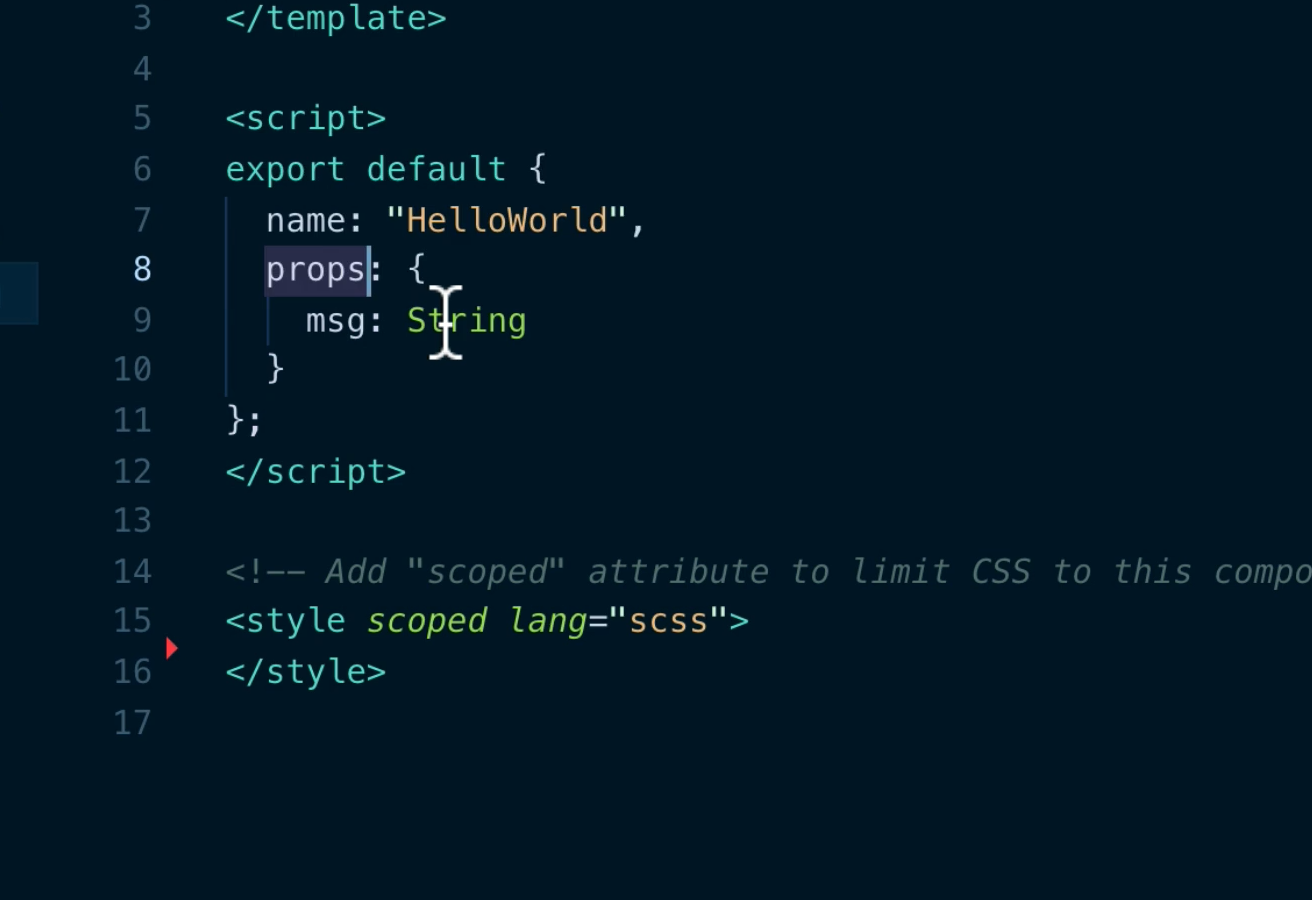 3 </template>
4
5 <script>
6 export default {
7   name: "HelloWorld",
8   props: {
9     msg: String
10   }
11 };
12 </script>
13
14 <!-- Add "scoped" attribute to limit CSS to this
15 <style scoped lang="scss">
16 </style>
17